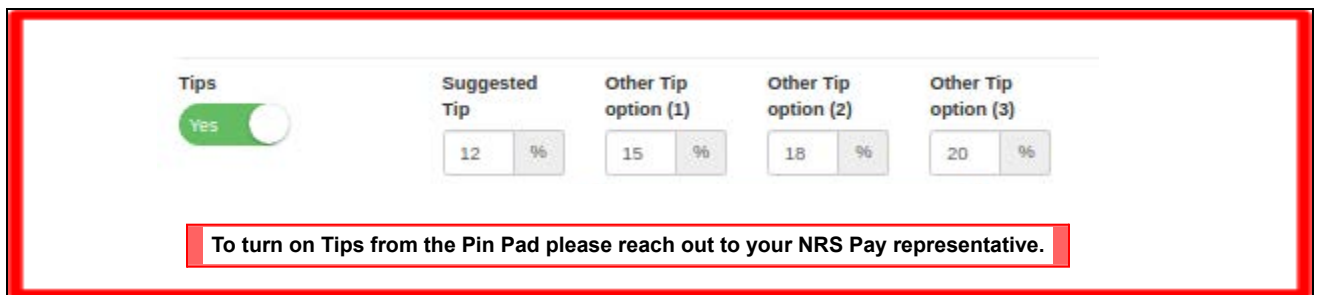 Tips
Yes
Suggested
Tip
12 %
Other Tip
option (1)
15 %
Other Tip
option (2)
18 %
Other Tip
option (3)
20 %
To turn on Tips from the Pin Pad please reach out to your NRS Pay representative.